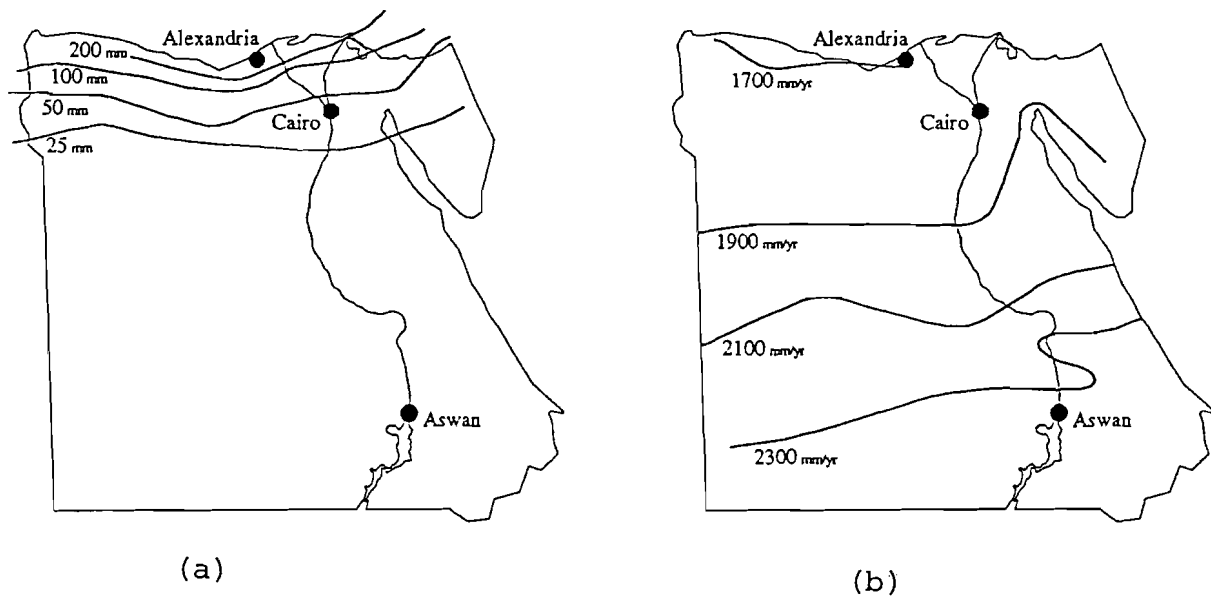 Alexandria
200 mm
100 mm
50 mm
Cairo
25 mm
Aswan
(a)
Alexandria
1700 mm/yr
Cairo
1900 mm/yr
2100 mm/yr
Aswan
2300 mm/yr
(b)